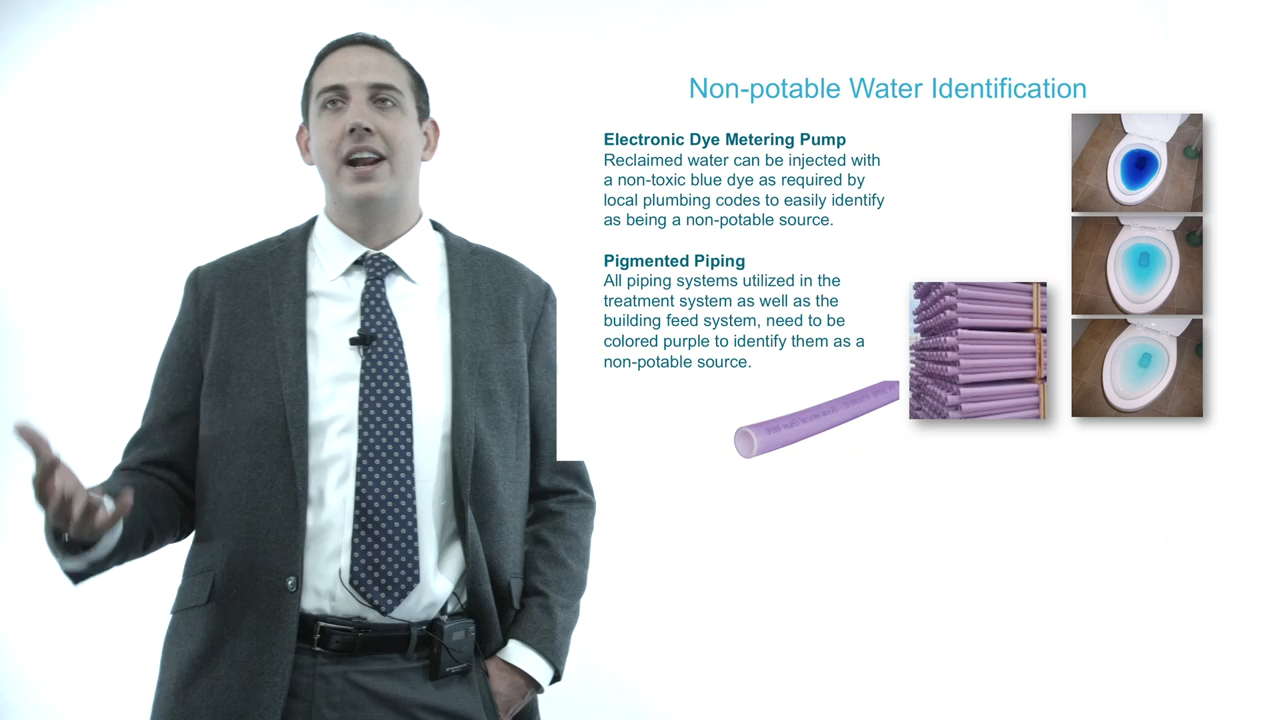 Non-potable Water Identification
Electronic Dye Metering Pump
Reclaimed water can be injected with
a non-toxic blue dye as required by
local plumbing codes to easily identify
as being a non-potable source.
Pigmented Piping
All piping systems utilized in the
treatment system as well as the
building feed system, need to be
colored purple to identify them as a
non-potable source.